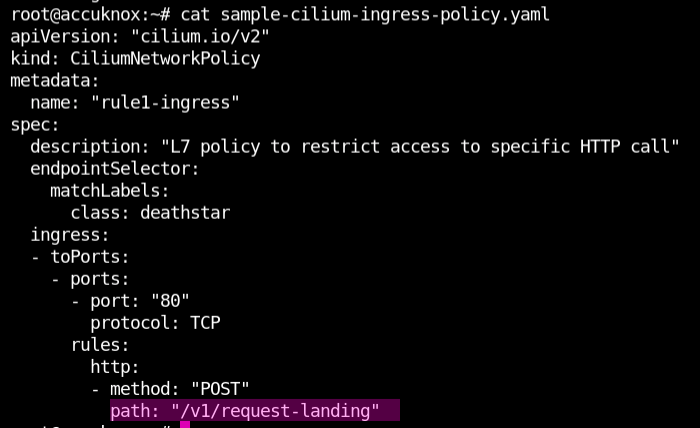 root@accuknox:~# cat sample-cilium-ingress-policy.yaml
apiVersion: "cilium.io/v2"
kind: CiliumNetworkPolicy
metadata:
  name: "rule1-ingress"
spec:
  description: "L7 policy to restrict access to specific HTTP call"
  endpointSelector:
    matchLabels:
      class: deathstar
  ingress:
  - toPorts:
    - ports:
      - port: "80"
        protocol: TCP
      rules:
        http:
        - method: "POST"
          path: "/v1/request-landing"